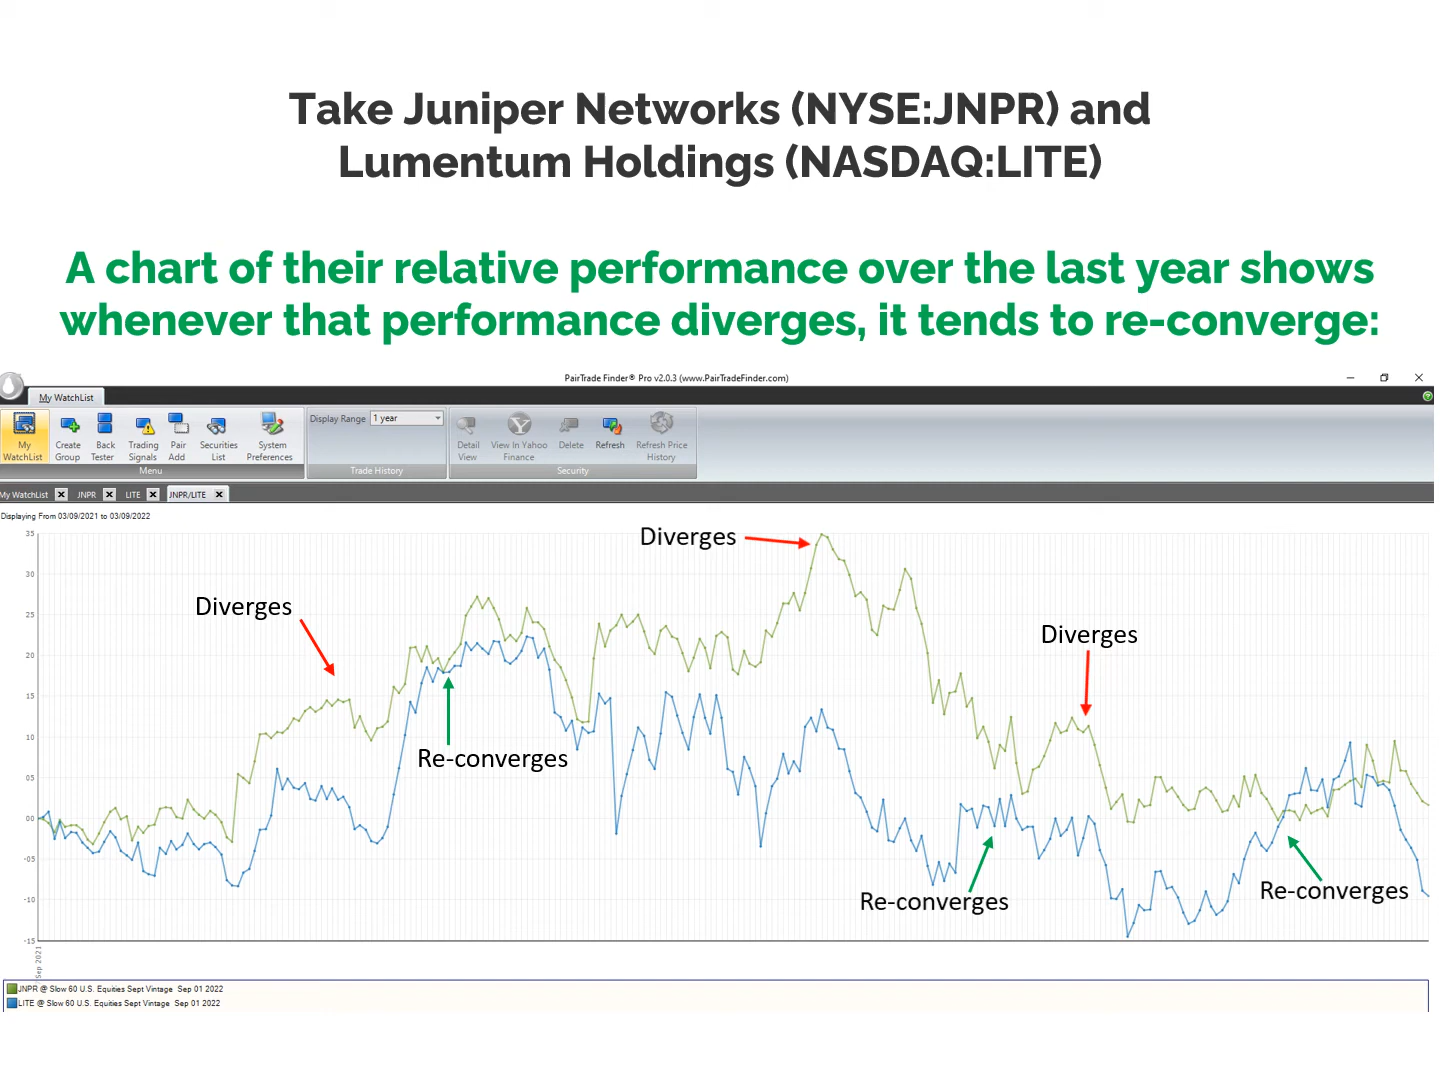 Take Juniper Networks (NYSE:JNPR) and
Lumentum Holdings (NASDAQ:LITE)
A chart of their relative performance over the last year shows
whenever that performance diverges, it tends to re-converge:
PairTrade Finder® Pro v2.0.3 (www.PairTradeFinder.com)
My WatchList
My WatchList
Create Group
Back Tester
Trading Signals
Pair Add
Securities List
System Preferences
Menu
Display Range 1 year
Trade History
Detail View
View In Yahoo Finance
Delete
Refresh
Refresh Price History
Security
My WatchList JNPR LITE JNPR/LITE
Displaying From 03/09/2021 to 03/09/2022
35
30
25
20
15
10
05
00
-05
-10
-15
Sep 2021
Diverges
Re-converges
Diverges
Re-converges
Diverges
Re-converges
JNPR @ Slow 60 U.S. Equities Sept Vintage Sep 01 2022
LITE @ Slow 60 U.S. Equities Sept Vintage Sep 01 2022